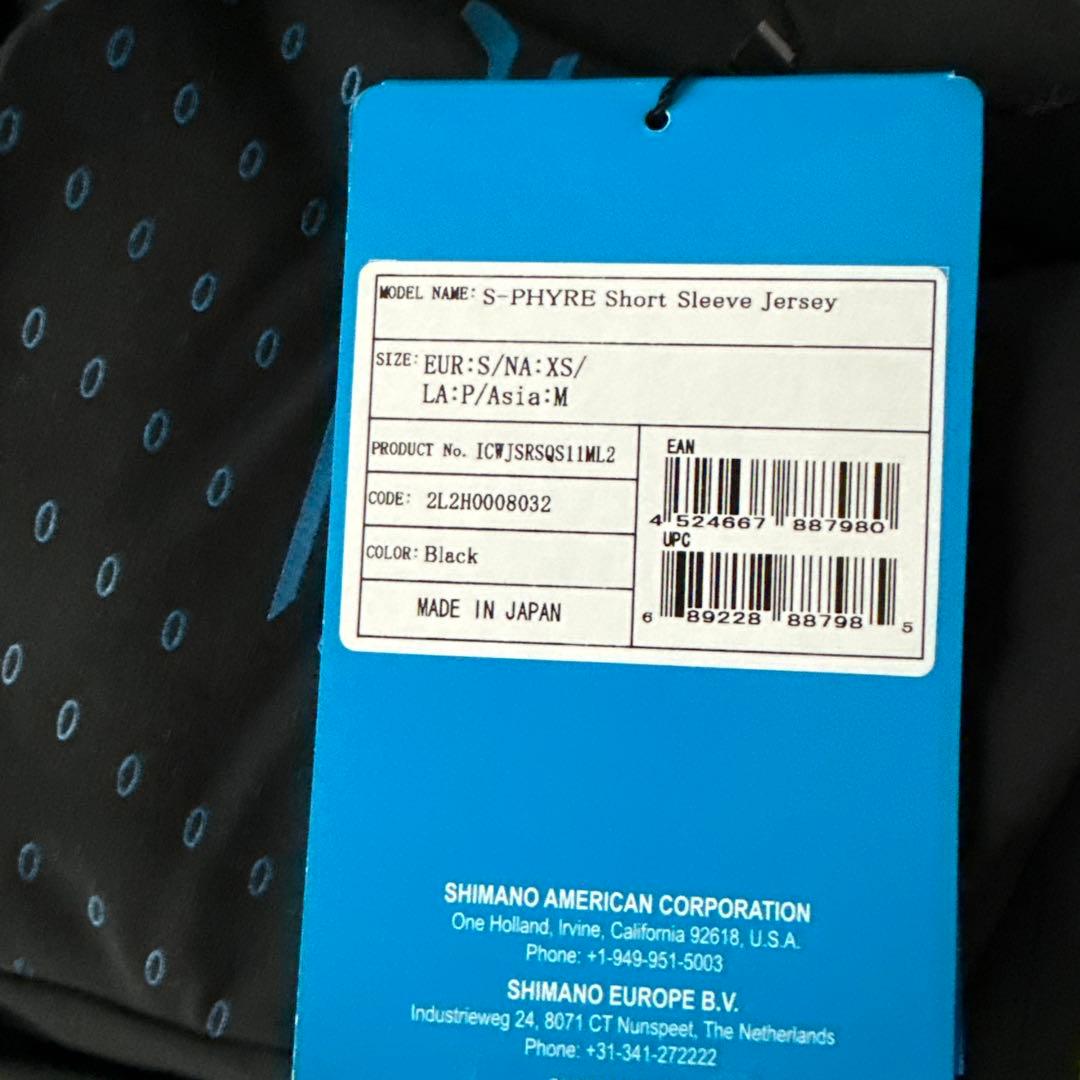 MODEL NAME: S-PHYRE Short Sleeve Jersey
SIZE: EUR:S/NA:XS/
LA:P/Asia:M
PRODUCT No. ICWJSRSQS11ML2
CODE: 2L2H0008032
COLOR: Black
MADE IN JAPAN
EAN
4 524667 887980
UPC
6 89228 88798 5
SHIMANO AMERICAN CORPORATION
One Holland, Irvine, California 92618, U.S.A.
Phone: +1-949-951-5003
SHIMANO EUROPE B.V.
Industrieweg 24, 8071 CT Nunspeet, The Netherlands
Phone: +31-341-272222